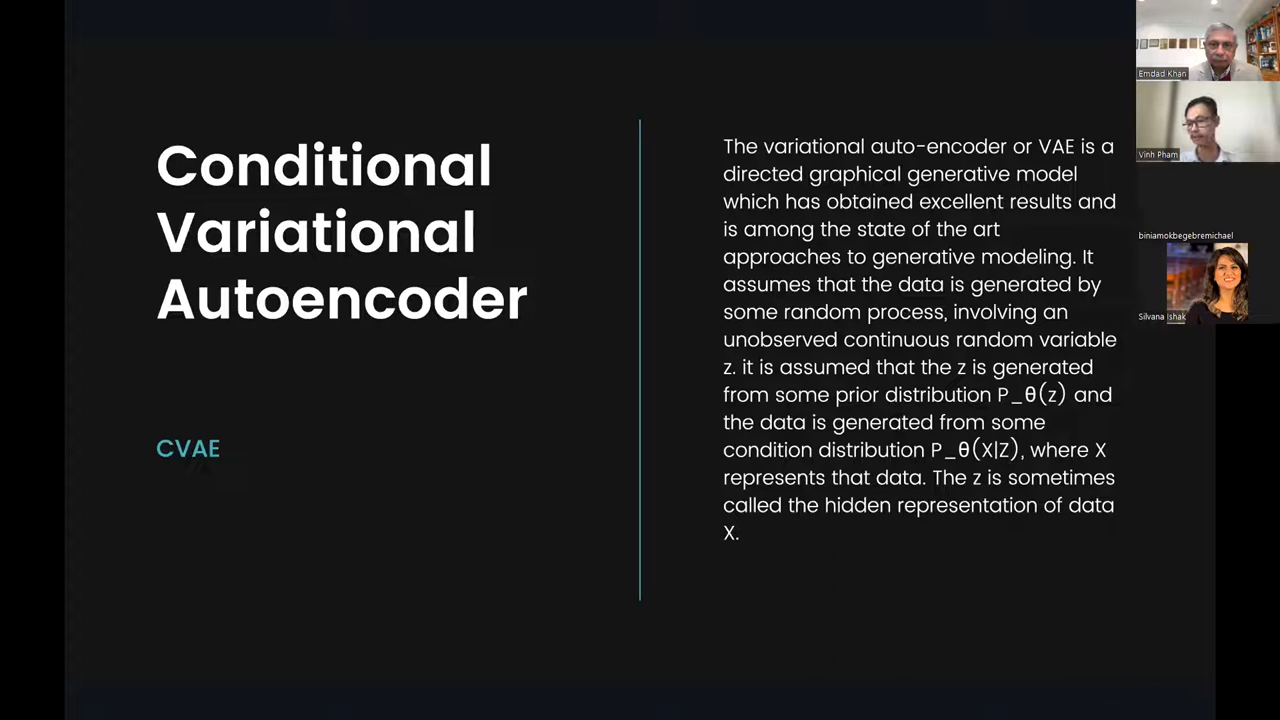 Conditional
Variational
Autoencoder
CVAE
The variational auto-encoder or VAE is a
directed graphical generative model
which has obtained excellent results and
is among the state of the art
approaches to generative modeling. It
assumes that the data is generated by
some random process, involving an
unobserved continuous random variable
z. it is assumed that the z is generated
from some prior distribution P_θ(z) and
the data is generated from some
condition distribution P_θ(X|Z), where X
represents that data. The z is sometimes
called the hidden representation of data
X.
Emdad Khan
Vinh Pham
biniamokbegebremichael
Silvana Ishak